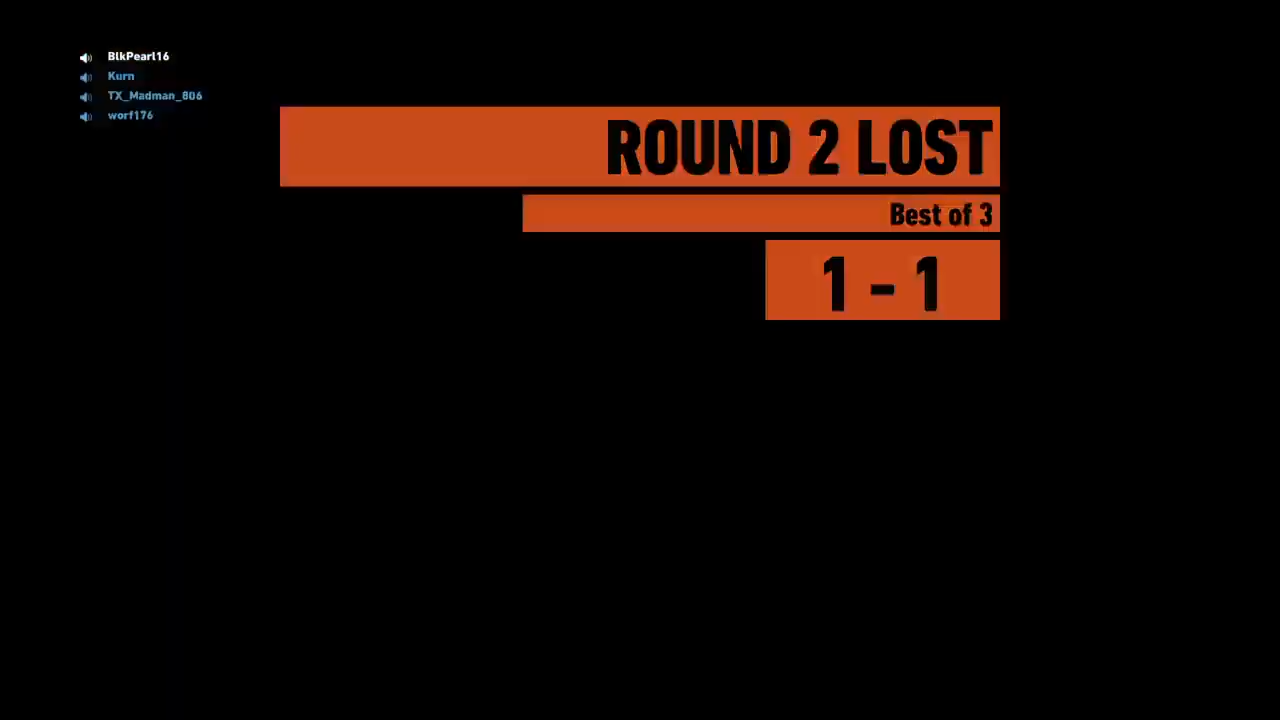 BlkPearl16
Kurn
TX_Madman_806
worf176
ROUND 2 LOST
Best of 3
1 - 1